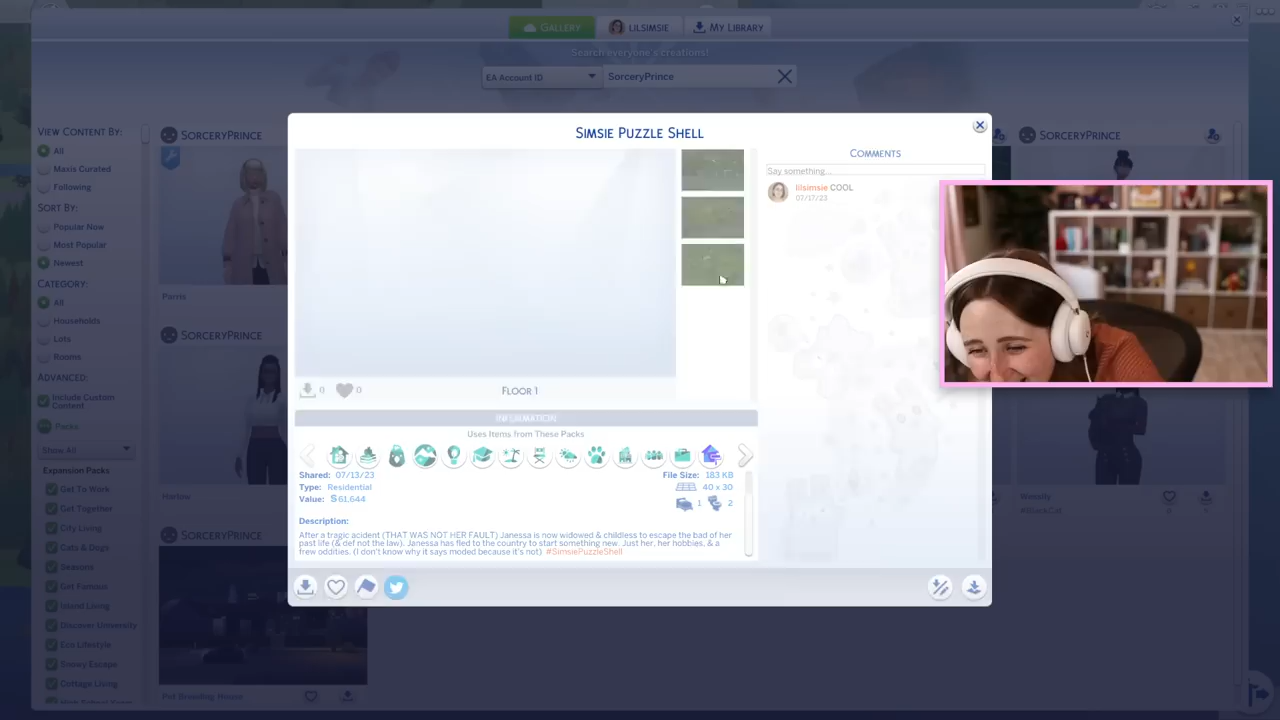 GALLERY
LILSIMSIE
MY LIBRARY
Search everyone's creations!
EA Account ID
SorceryPrince
VIEW CONTENT BY:
All
Maxis Curated
Following
SORT BY:
Popular Now
Most Popular
Newest
CATEGORY:
All
Households
Lots
Rooms
ADVANCED:
Include Custom
Content
Packs
Show All
Expansion Packs
Get To Work
Get Together
City Living
Cats & Dogs
Seasons
Get Famous
Island Living
Discover University
Eco Lifestyle
Snowy Escape
Cottage Living
High School Years
SORCERYPRINCE
Parris
SORCERYPRINCE
Harlow
SORCERYPRINCE
Pet Breeding House
SORCERYPRINCE
#BlackCat
SIMSIE PUZZLE SHELL
0
0
FLOOR 1
INFORMATION
Uses Items from These Packs
Shared: 07/13/23
Type: Residential
Value: §61,644
File Size: 183 KB
40 x 30
1
2
Description:
After a tragic acident (THAT WAS NOT HER FAULT) Janessa is now widowed & childless to escape the bad of her
past life (& def not the law). Janessa has fled to the country to start something new. Just her, her hobbies, & a
frew oddities. (I don't know why it says moded because it's not) #SimsiePuzzleShell
COMMENTS
Say something...
lilsimsie COOL
07/17/23